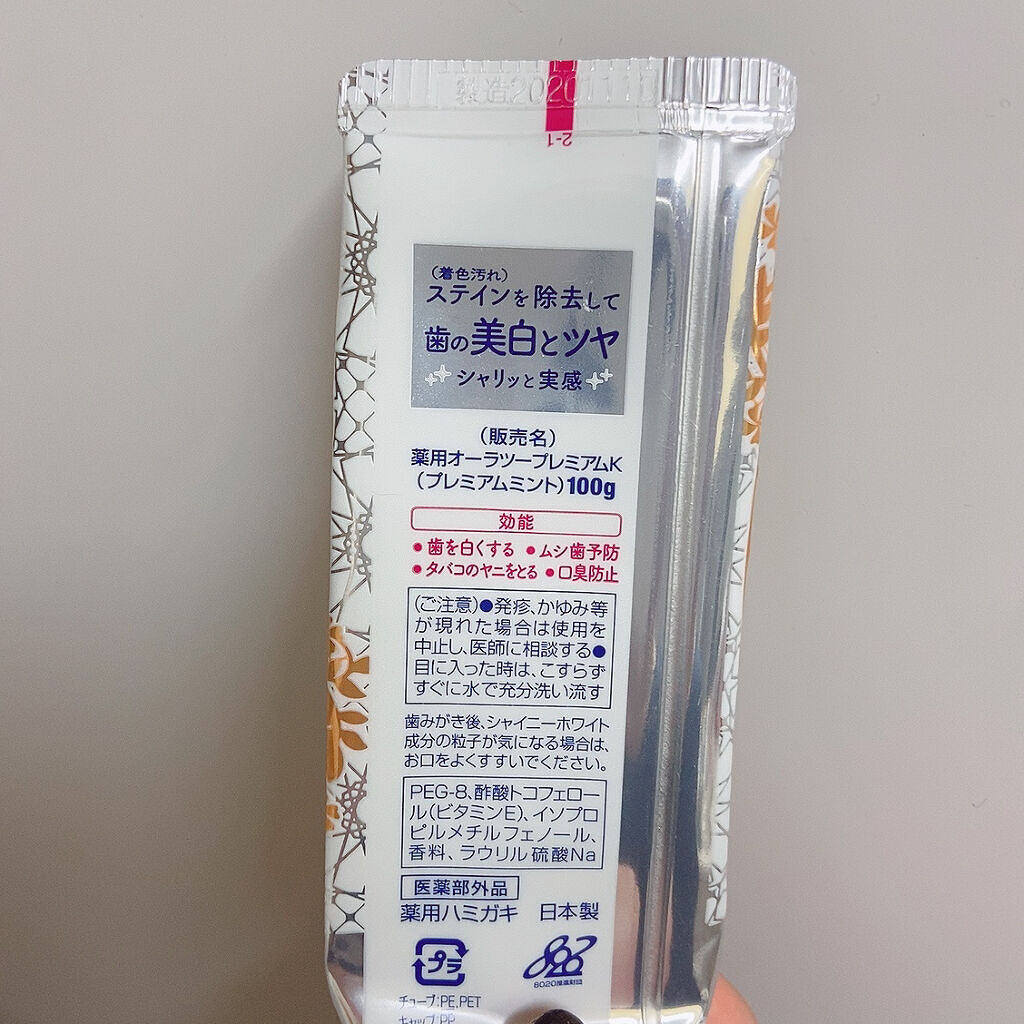 製造20201110
2-1
(着色汚れ)
ステインを除去して
歯の美白とツヤ
シャリッと実感
(販売名)
薬用オーラツープレミアムK
(プレミアムミント)100g
効能
●歯を白くする ●ムシ歯予防
●タバコのヤニをとる ●口臭防止
(ご注意)●発疹、かゆみ等
が現れた場合は使用を
中止し、医師に相談する●
目に入った時は、こすらず
すぐに水で充分洗い流す
歯みがき後、シャイニーホワイト
成分の粒子が気になる場合は、
お口をよくすすいでください。
PEG-8、酢酸トコフェロー
ル(ビタミンE)、イソプロ
ピルメチルフェノール、
香料、ラウリル硫酸Na
医薬部外品
薬用ハミガキ 日本製
プラ
8020
8020推進財団
チューブ:PE,PET
キャップ:PP